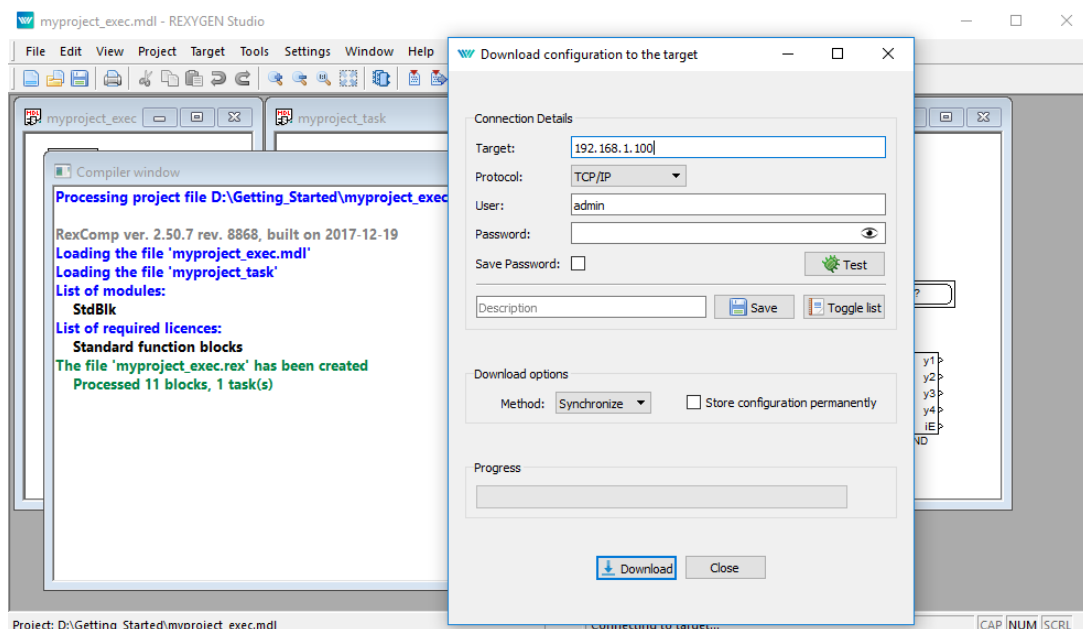 myproject_exec.mdl - REXYGEN Studio
File Edit View Project Target Tools Settings Window Help
myproject_exec
myproject_task
Compiler window
Processing project file D:\Getting_Started\myproject_exec
RexComp ver. 2.50.7 rev. 8868, built on 2017-12-19
Loading the file 'myproject_exec.mdl'
Loading the file 'myproject_task'
List of modules:
StdBlk
List of required licences:
Standard function blocks
The file 'myproject_exec.rex' has been created
Processed 11 blocks, 1 task(s)
Download configuration to the target
Connection Details
Target: 192.168.1.100
Protocol: TCP/IP
User: admin
Password:
Save Password: Test
Description Save Toggle list
Download options
Method: Synchronize Store configuration permanently
Progress
Download Close
?
y1
y2
y3
y4
iE
ND
Project: D:\Getting_Started\myproject_exec.mdl
Connecting to target...
CAP NUM SCRL